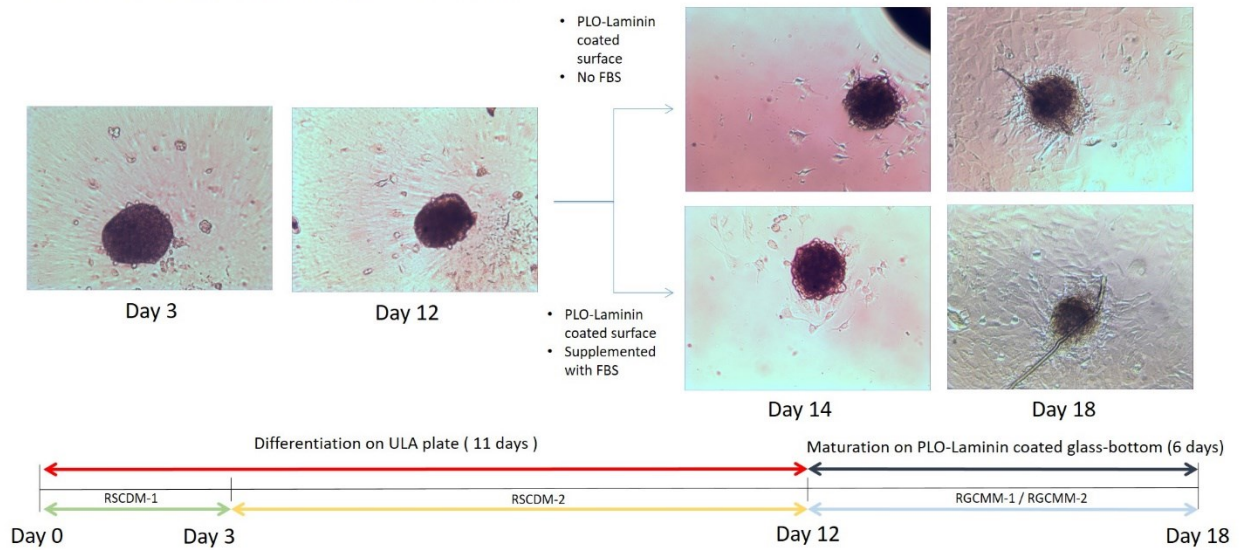 • PLO-Laminin
coated
surface
• No FBS
Day 3
Day 12
• PLO-Laminin
coated surface
• Supplemented
with FBS
Day 14
Day 18
Differentiation on ULA plate ( 11 days )
Maturation on PLO-Laminin coated glass-bottom (6 days)
RSCDM-1
RSCDM-2
RGCMM-1 / RGCMM-2
Day 0
Day 3
Day 12
Day 18